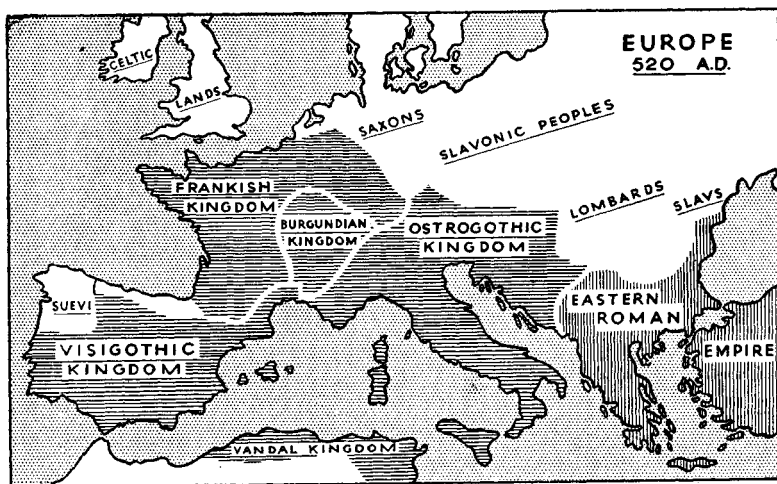 EUROPE
520 A.D.
CELTIC
LANDS
SAXONS
SLAVONIC PEOPLES
FRANKISH
KINGDOM
BURGUNDIAN
KINGDOM
OSTROGOTHIC
KINGDOM
LOMBARDS
SLAVS
SUEVI
VISIGOTHIC
KINGDOM
EASTERN
ROMAN
EMPIRE
VANDAL KINGDOM